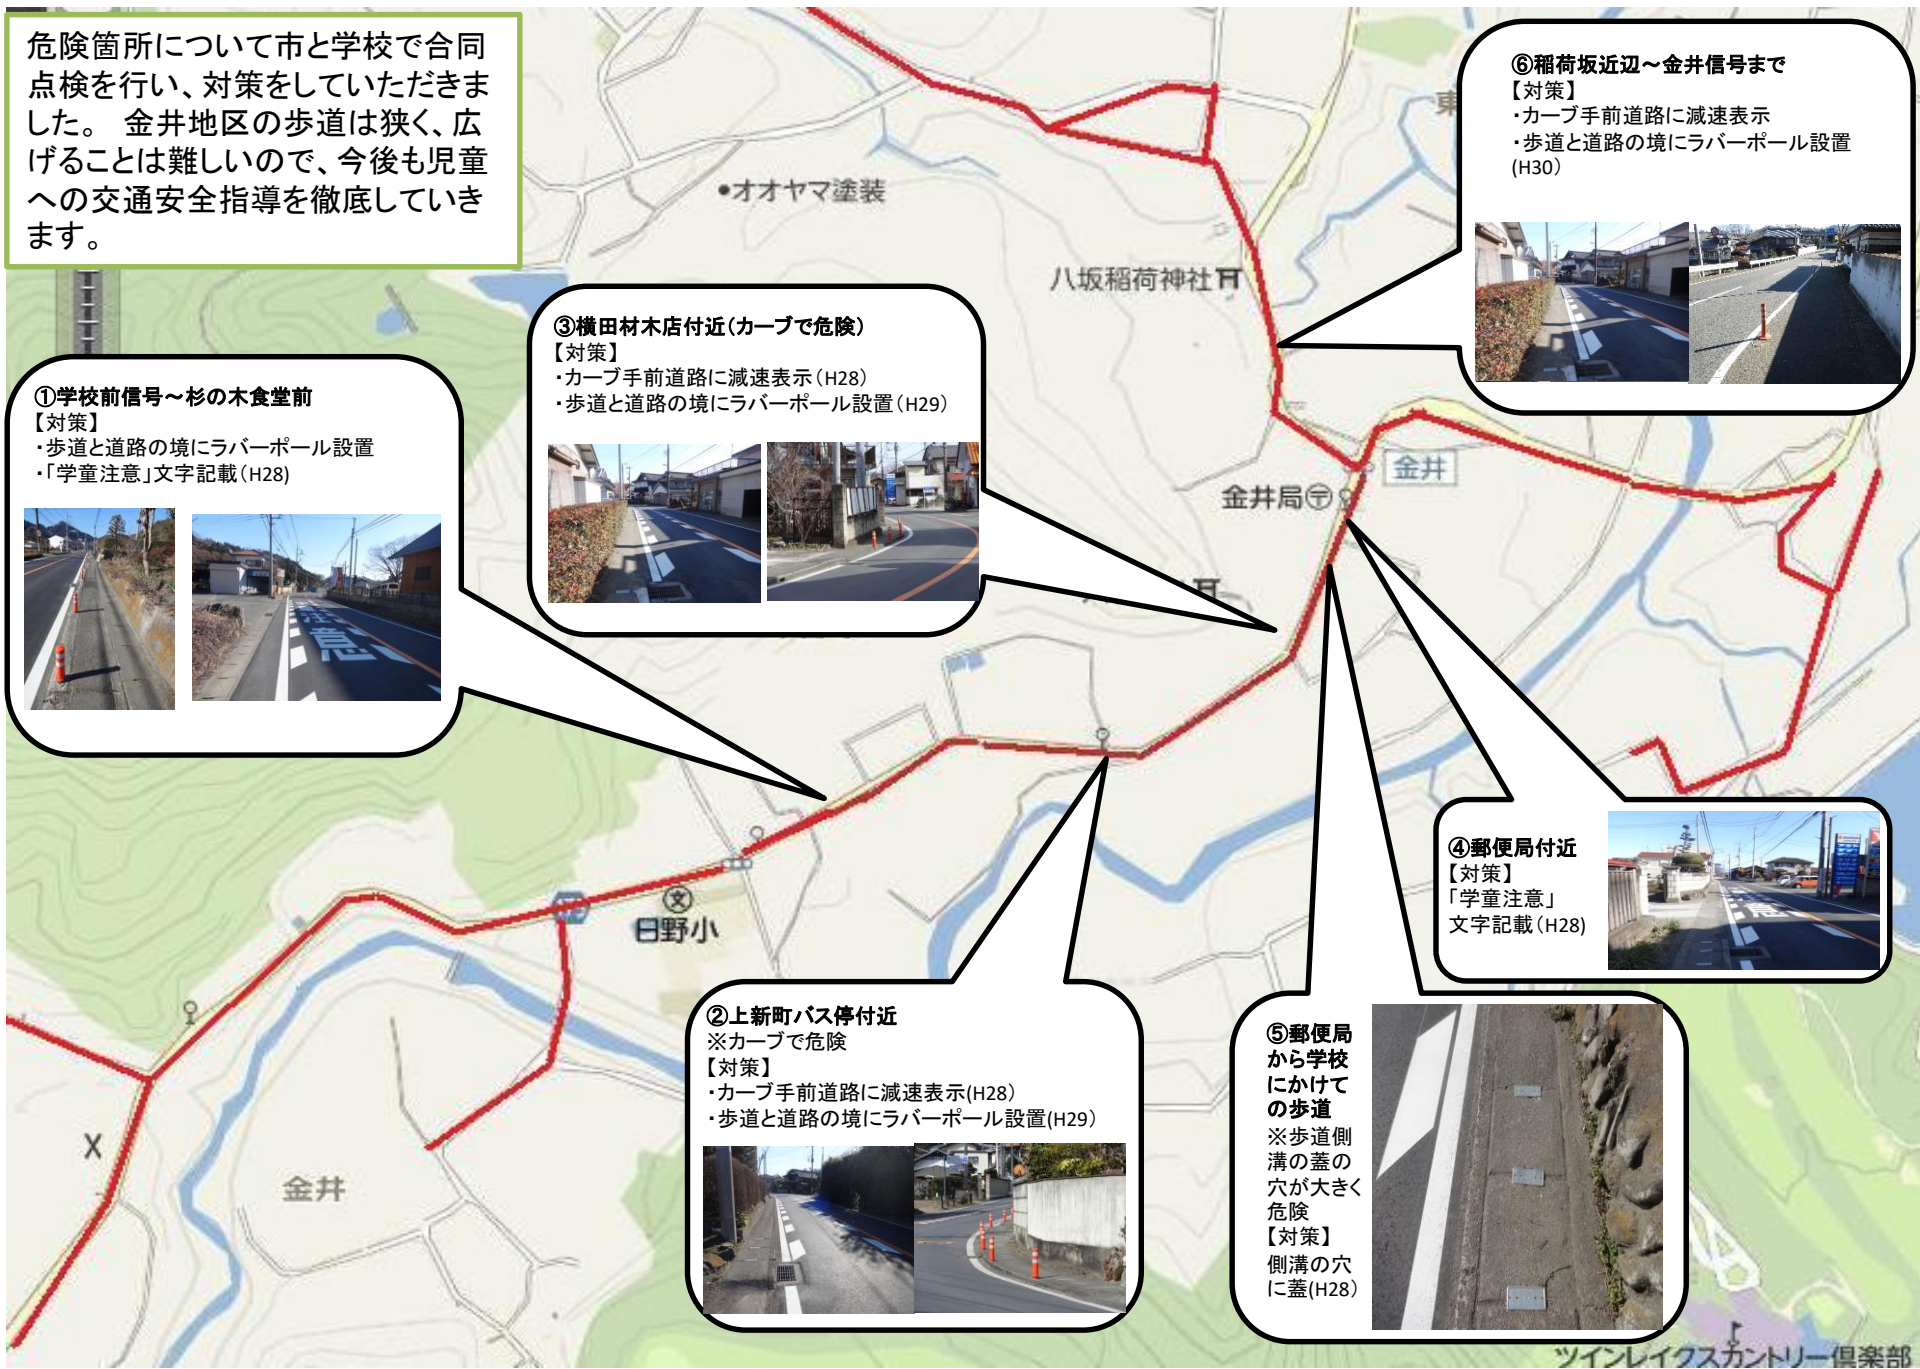 危険箇所について市と学校で合同
点検を行い、対策をしていただきま
した。 金井地区の歩道は狭く、広
げることは難しいので、今後も児童
への交通安全指導を徹底していき
ます。
⑥稲荷坂近辺～金井信号まで
【対策】
・カーブ手前道路に減速表示
・歩道と道路の境にラバーポール設置
(H30)
東
●オオヤマ塗装
八坂稲荷神社
③横田材木店付近(カーブで危険)
【対策】
・カーブ手前道路に減速表示(H28)
・歩道と道路の境にラバーポール設置(H29)
①学校前信号～杉の木食堂前
【対策】
・歩道と道路の境にラバーポール設置
・「学童注意」文字記載(H28)
注
意
金井
金井局〒
④郵便局付近
【対策】
「学童注意」
文字記載(H28)
意
文
日野小
②上新町バス停付近
※カーブで危険
【対策】
・カーブ手前道路に減速表示(H28)
・歩道と道路の境にラバーポール設置(H29)
⑤郵便局
から学校
にかけて
の歩道
※歩道側
溝の蓋の
穴が大きく
危険
【対策】
側溝の穴
に蓋(H28)
X
金井
ツインレイクスカントリー倶楽部